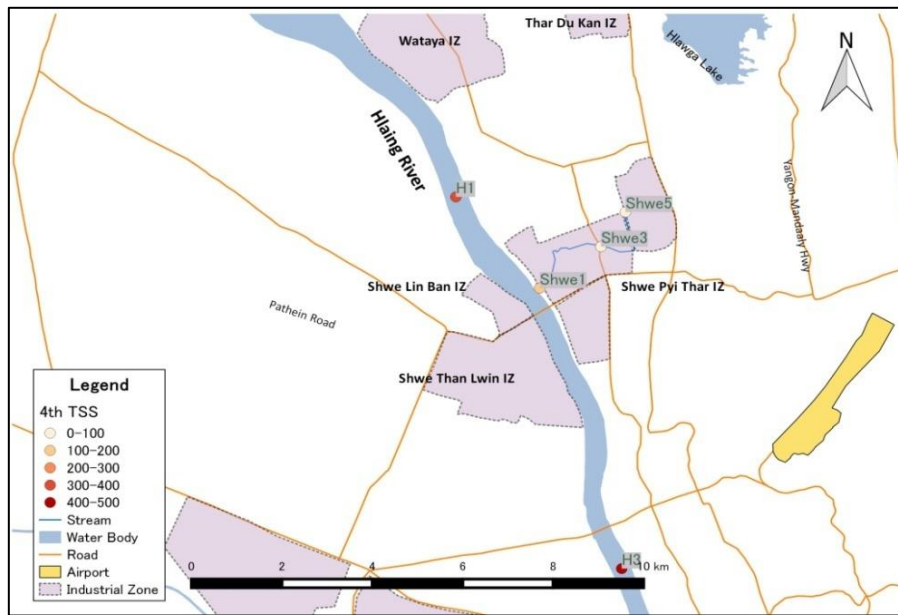 Wataya IZ
Thar Du Kan IZ
Hlawga Lake
N
Hlaing River
Yangon-Mandaaly Hwy
H1
Shwe5
Shwe3
Shwe1
Shwe Lin Ban IZ
Shwe Pyi Thar IZ
Pathein Road
Shwe Than Lwin IZ
Legend
4th TSS
0-100
100-200
200-300
300-400
400-500
Stream
Water Body
Road
Airport
Industrial Zone
H3
0 2 4 6 8 10 km